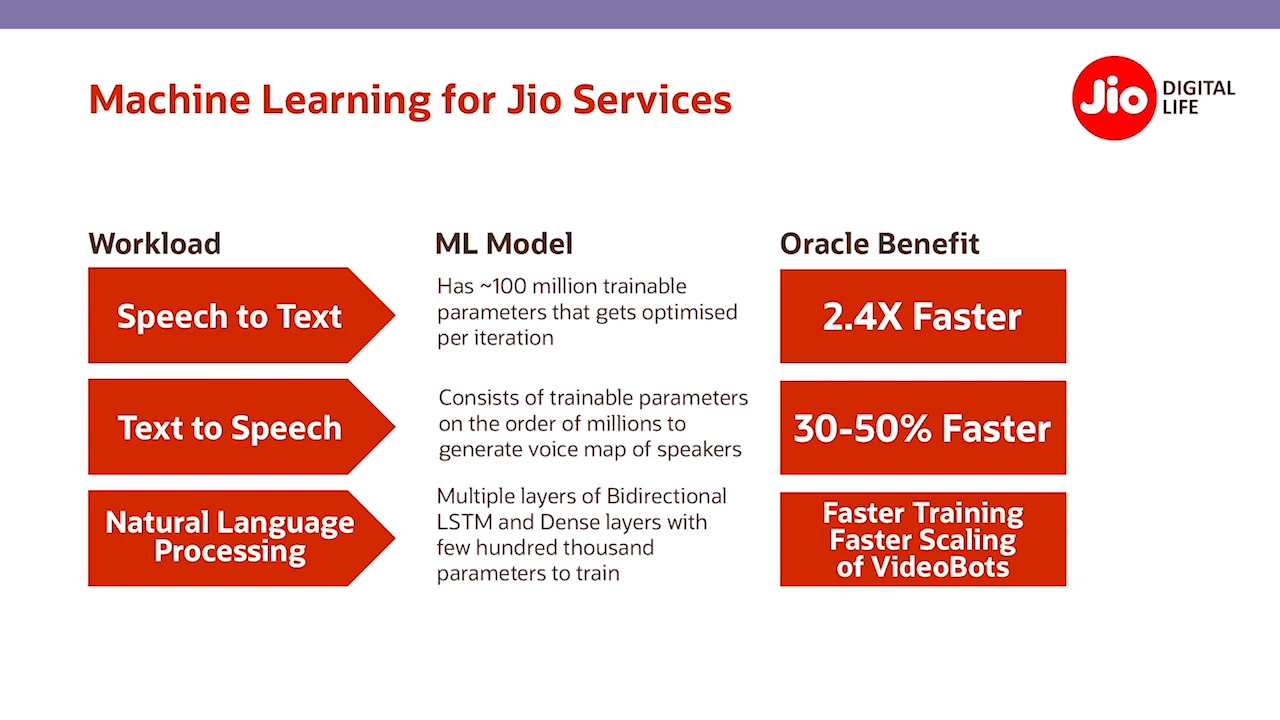 Machine Learning for Jio Services
Jio
DIGITAL
LIFE
Workload
ML Model
Oracle Benefit
Speech to Text
Has ~100 million trainable
parameters that gets optimised
per iteration
2.4X Faster
Text to Speech
Consists of trainable parameters
on the order of millions to
generate voice map of speakers
30-50% Faster
Natural Language
Processing
Multiple layers of Bidirectional
LSTM and Dense layers with
few hundred thousand
parameters to train
Faster Training
Faster Scaling
of VideoBots